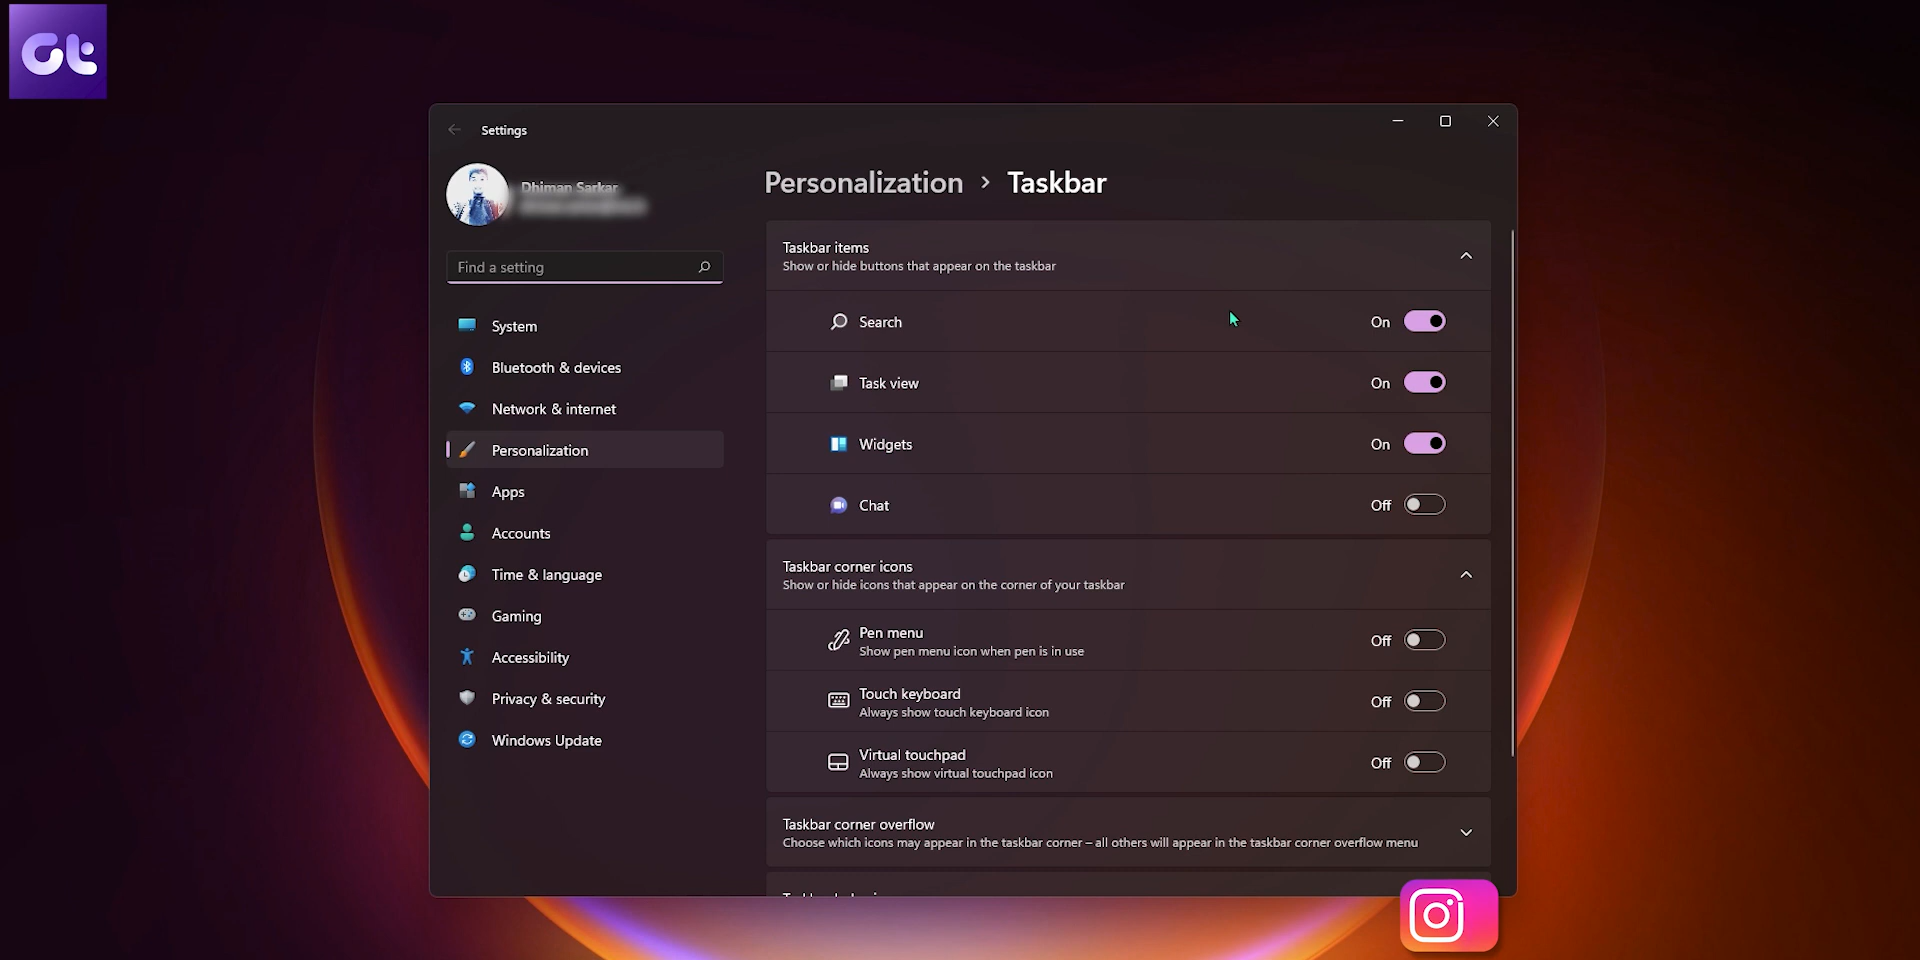 Gt
Settings
Dhiman Sarkar
Find a setting
System
Bluetooth & devices
Network & internet
Personalization
Apps
Accounts
Time & language
Gaming
Accessibility
Privacy & security
Windows Update
Personalization > Taskbar
Taskbar items
Show or hide buttons that appear on the taskbar
Search On
Task view On
Widgets On
Chat Off
Taskbar corner icons
Show or hide icons that appear on the corner of your taskbar
Pen menu Off
Show pen menu icon when pen is in use
Touch keyboard Off
Always show touch keyboard icon
Virtual touchpad Off
Always show virtual touchpad icon
Taskbar corner overflow
Choose which icons may appear in the taskbar corner – all others will appear in the taskbar corner overflow menu